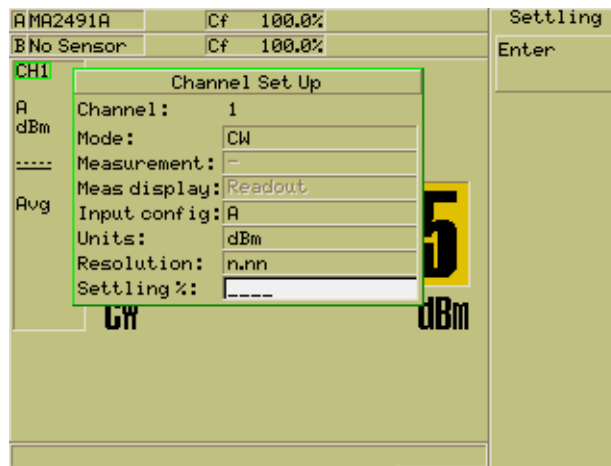 A MA2491A Cf 100.0%
B No Sensor Cf 100.0%
CH1
A
dBm
-----
Avg
Channel Set Up
Channel: 1
Mode: CW
Measurement: -
Meas display: Readout
Input config: A
Units: dBm
Resolution: n.nn
Settling %: ____
5
CW
dBm
Settling
Enter